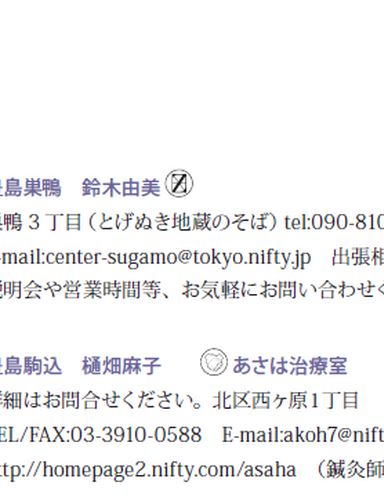 島巣鴨 鈴木由美
鴨3丁目(とげぬき地蔵のそば) tel:090-810
-mail:center-sugamo@tokyo.nifty.jp 出張相
説明会や営業時間等、お気軽にお問い合わせく
島駒込 樋畑麻子 あさは治療室
詳細はお問合せください。北区西ヶ原1丁目
EL/FAX:03-3910-0588 E-mail:akoh7@nift
ttp://homepage2.nifty.com/asaha (鍼灸師